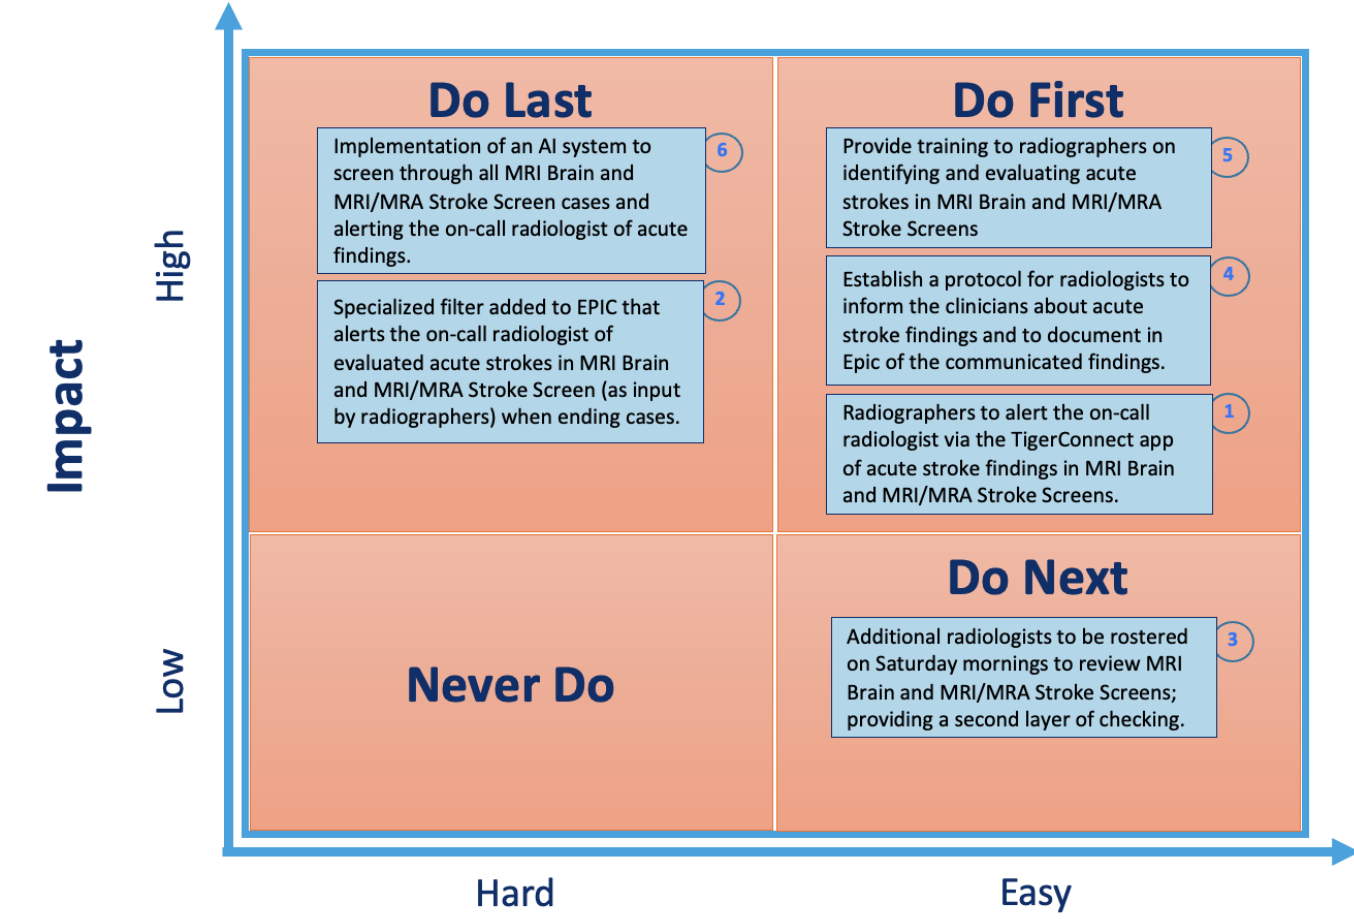 Do Last
Implementation of an AI system to
screen through all MRI Brain and
MRI/MRA Stroke Screen cases and
alerting the on-call radiologist of acute
findings.
6
Specialized filter added to EPIC that
alerts the on-call radiologist of
evaluated acute strokes in MRI Brain
and MRI/MRA Stroke Screen (as input
by radiographers) when ending cases.
2
Do First
Provide training to radiographers on
identifying and evaluating acute
strokes in MRI Brain and MRI/MRA
Stroke Screens
5
Establish a protocol for radiologists to
inform the clinicians about acute
stroke findings and to document in
Epic of the communicated findings.
4
Radiographers to alert the on-call
radiologist via the TigerConnect app
of acute stroke findings in MRI Brain
and MRI/MRA Stroke Screens.
1
Never Do
Do Next
Additional radiologists to be rostered
on Saturday mornings to review MRI
Brain and MRI/MRA Stroke Screens;
providing a second layer of checking.
3
Impact
High
Low
Hard
Easy